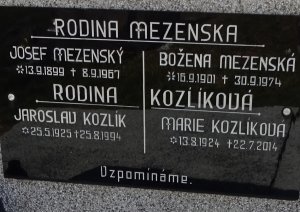 RODINA MEZENSKA
JOSEF MEZENSKÝ
✲13.9.1899 † 8.9.1967
BOŽENA MEZENSKÁ
✲16.9.1901 † 30.9.1974
RODINA KOZLÍKOVÁ
JAROSLAV KOZLÍK
✲25.5.1925 †25.8.1994
MARIE KOZLÍKOVÁ
✲13.8.1924 †22.7.2014
Vzpomínáme.